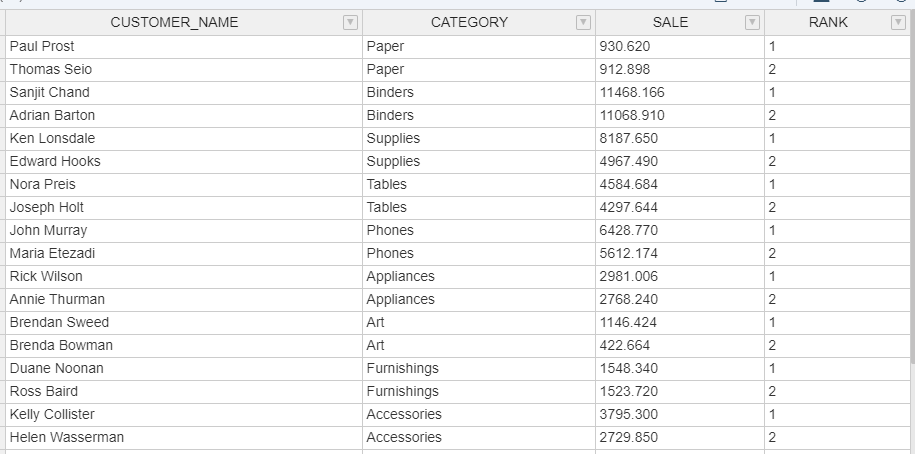 CUSTOMER_NAME CATEGORY SALE RANK
Paul Prost Paper 930.620 1
Thomas Seio Paper 912.898 2
Sanjit Chand Binders 11468.166 1
Adrian Barton Binders 11068.910 2
Ken Lonsdale Supplies 8187.650 1
Edward Hooks Supplies 4967.490 2
Nora Preis Tables 4584.684 1
Joseph Holt Tables 4297.644 2
John Murray Phones 6428.770 1
Maria Etezadi Phones 5612.174 2
Rick Wilson Appliances 2981.006 1
Annie Thurman Appliances 2768.240 2
Brendan Sweed Art 1146.424 1
Brenda Bowman Art 422.664 2
Duane Noonan Furnishings 1548.340 1
Ross Baird Furnishings 1523.720 2
Kelly Collister Accessories 3795.300 1
Helen Wasserman Accessories 2729.850 2